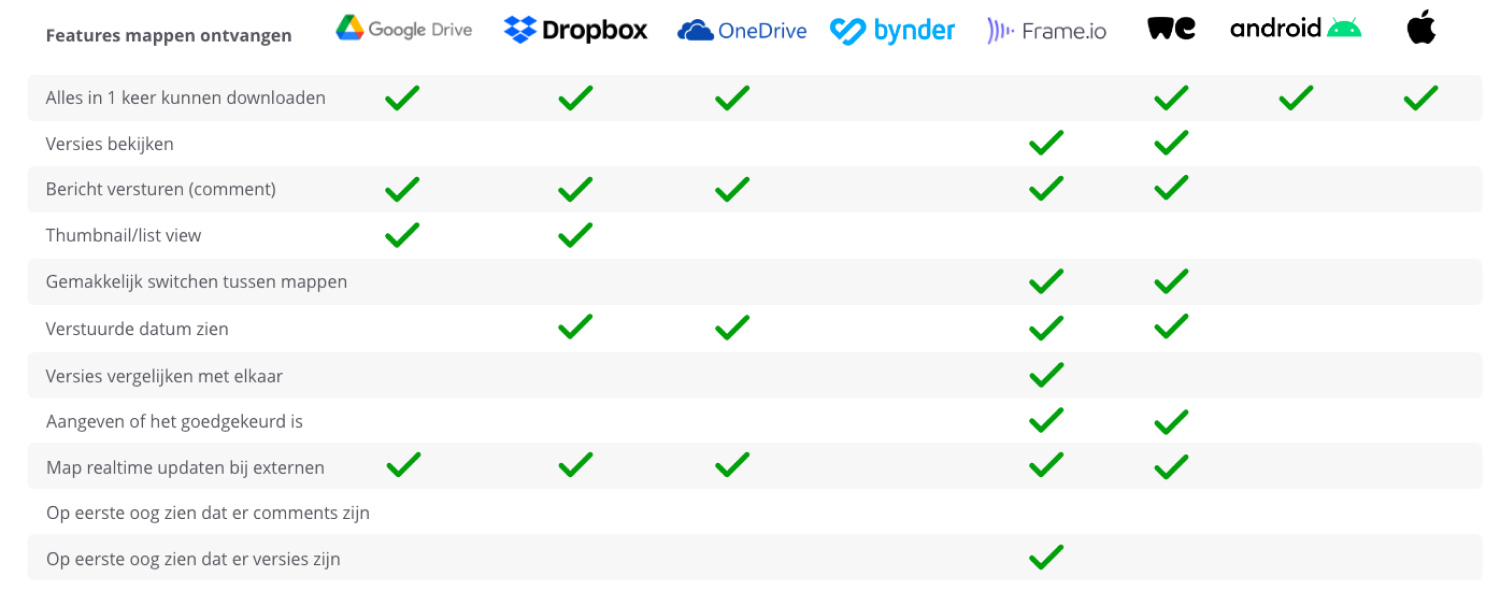 Features mappen ontvangen Google Drive Dropbox OneDrive bynder Frame.io we android
Alles in 1 keer kunnen downloaden
Versies bekijken
Bericht versturen (comment)
Thumbnail/list view
Gemakkelijk switchen tussen mappen
Verstuurde datum zien
Versies vergelijken met elkaar
Aangeven of het goedgekeurd is
Map realtime updaten bij externen
Op eerste oog zien dat er comments zijn
Op eerste oog zien dat er versies zijn